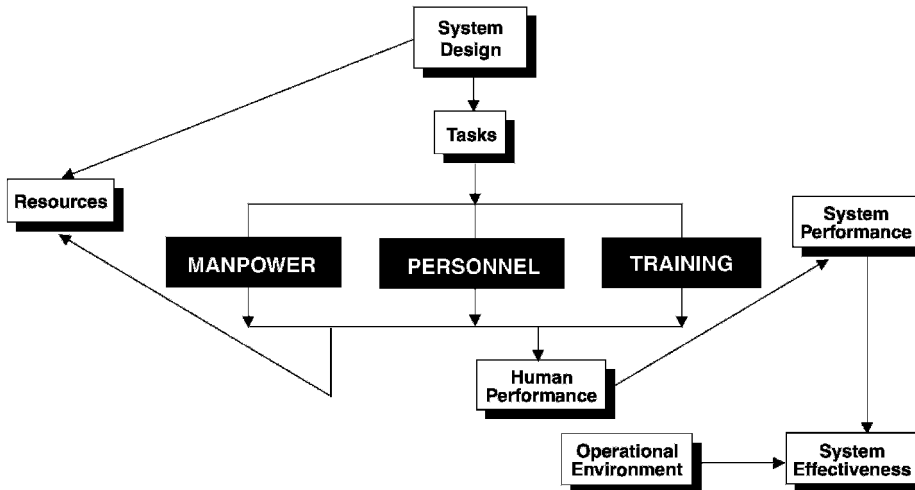 System
Design
Tasks
Resources
System
Performance
MANPOWER
PERSONNEL
TRAINING
Human
Performance
Operational
Environment
System
Effectiveness